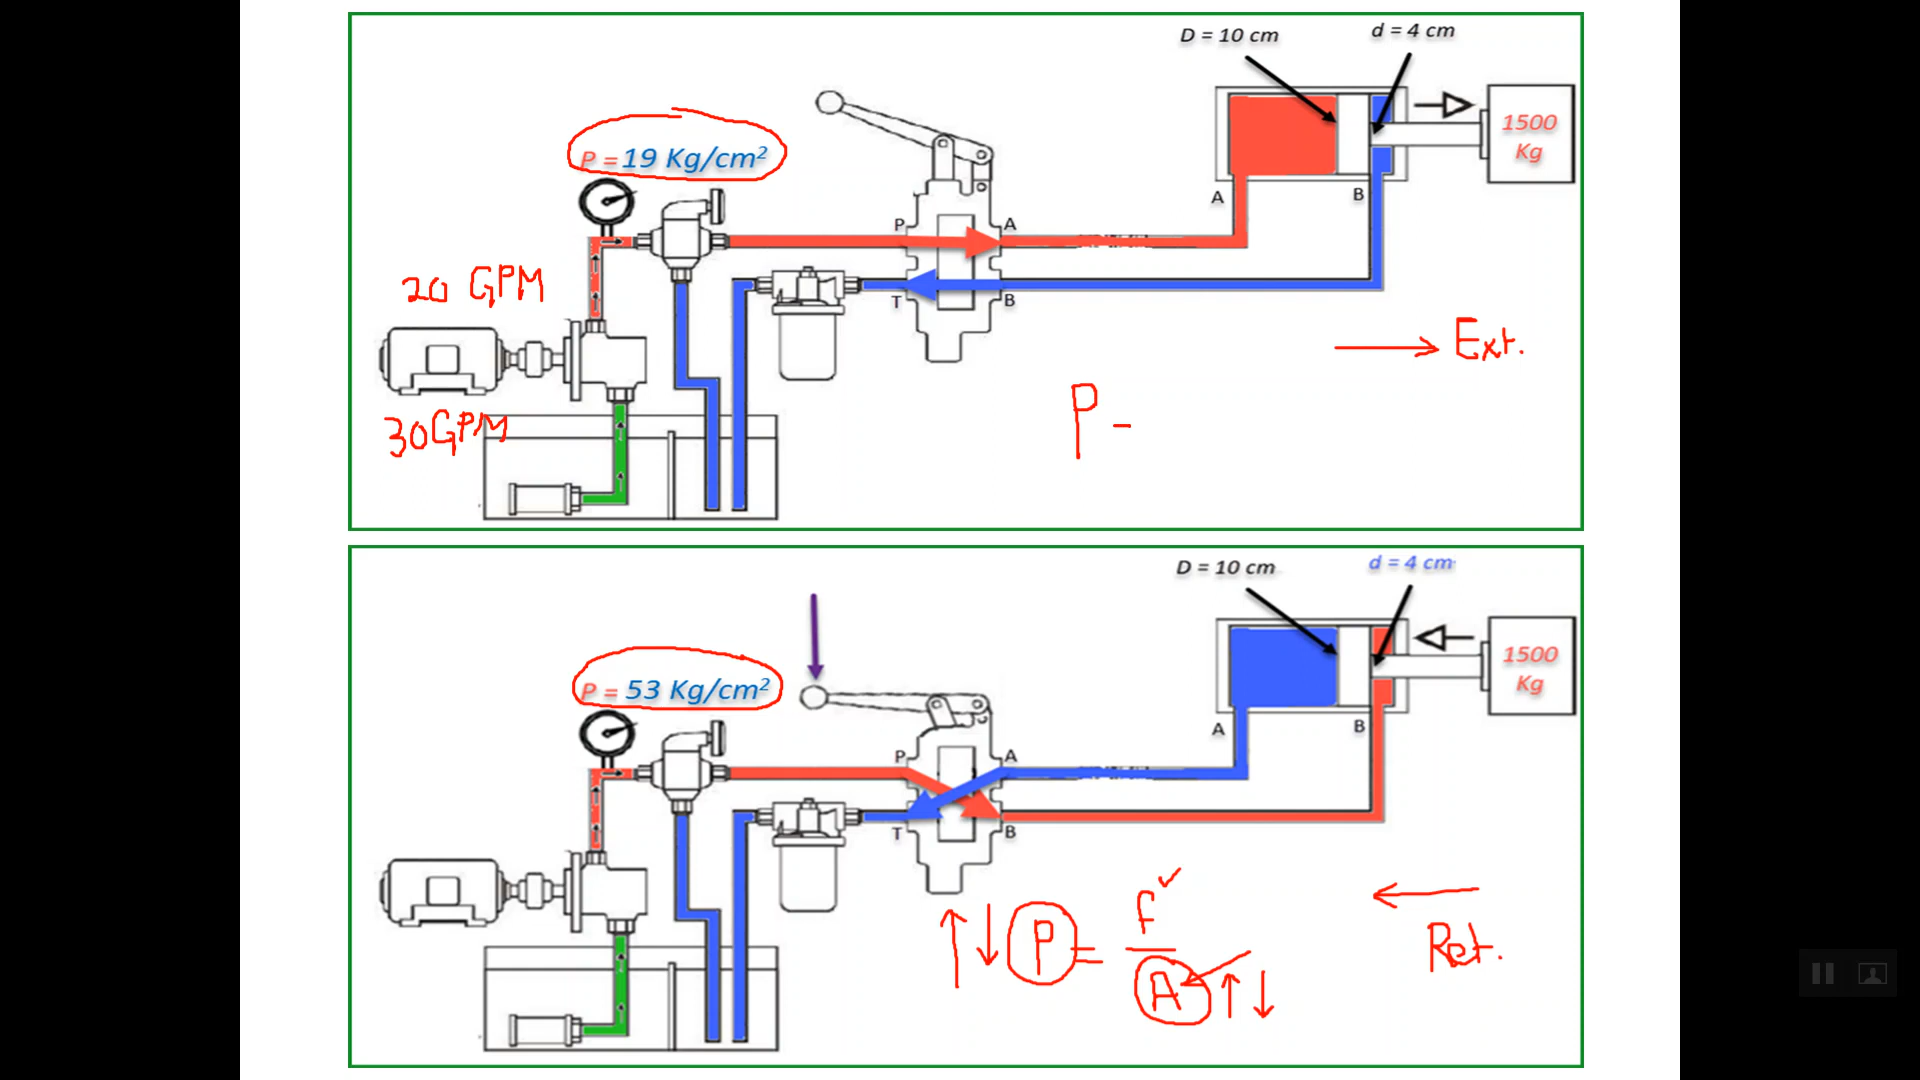 D = 10 cm
d = 4 cm
1500
Kg
P = 19 Kg/cm²
A
B
P
A
T
B
20 GPM
30GPM
Ext.
P -
D = 10 cm
d = 4 cm
1500
Kg
P = 53 Kg/cm²
A
B
P
A
T
B
P = f
A
Ret.